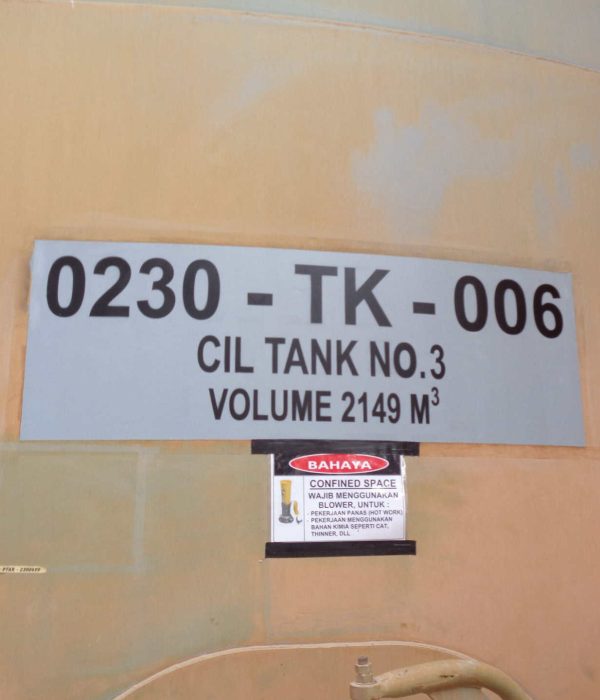 0230 - TK - 006
CIL TANK NO.3
VOLUME 2149 M³
BAHAYA
CONFINED SPACE
WAJIB MENGGUNAKAN
BLOWER, UNTUK :
- PEKERJAAN PANAS (HOT WORK)
- PEKERJAAN MENGGUNAKAN
BAHAN KIMIA SEPERTI CAT,
THINNER, DLL